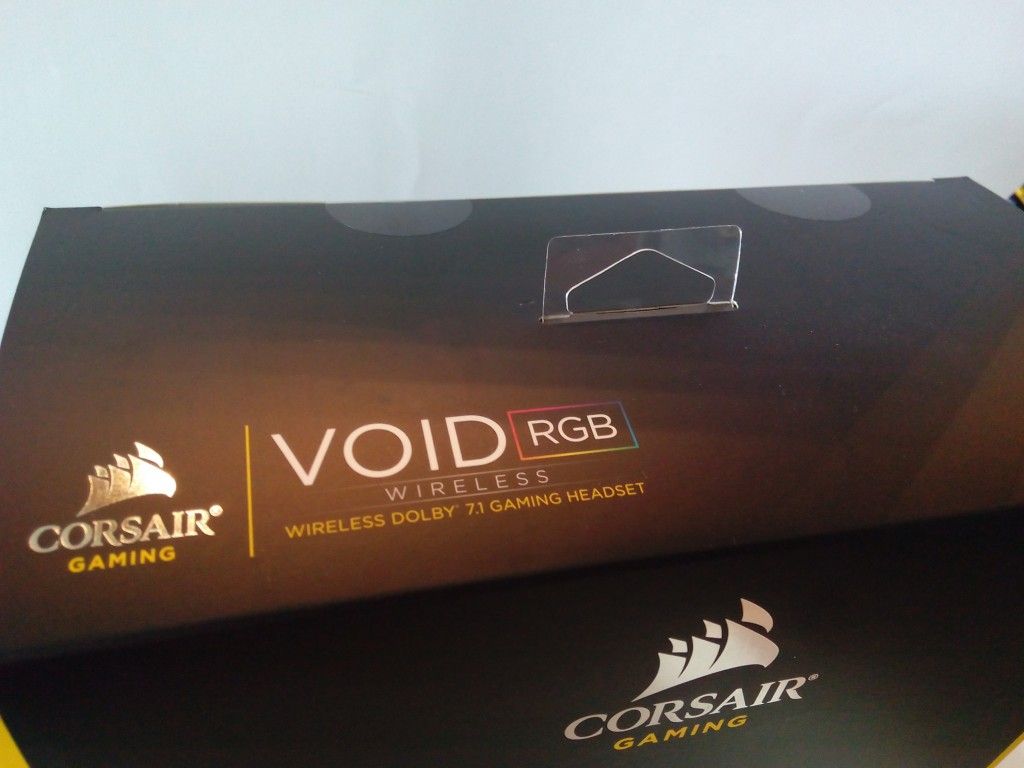 VOID RGB
WIRELESS
WIRELESS DOLBY® 7.1 GAMING HEADSET
CORSAIR®
GAMING
CORSAIR®
GAMING